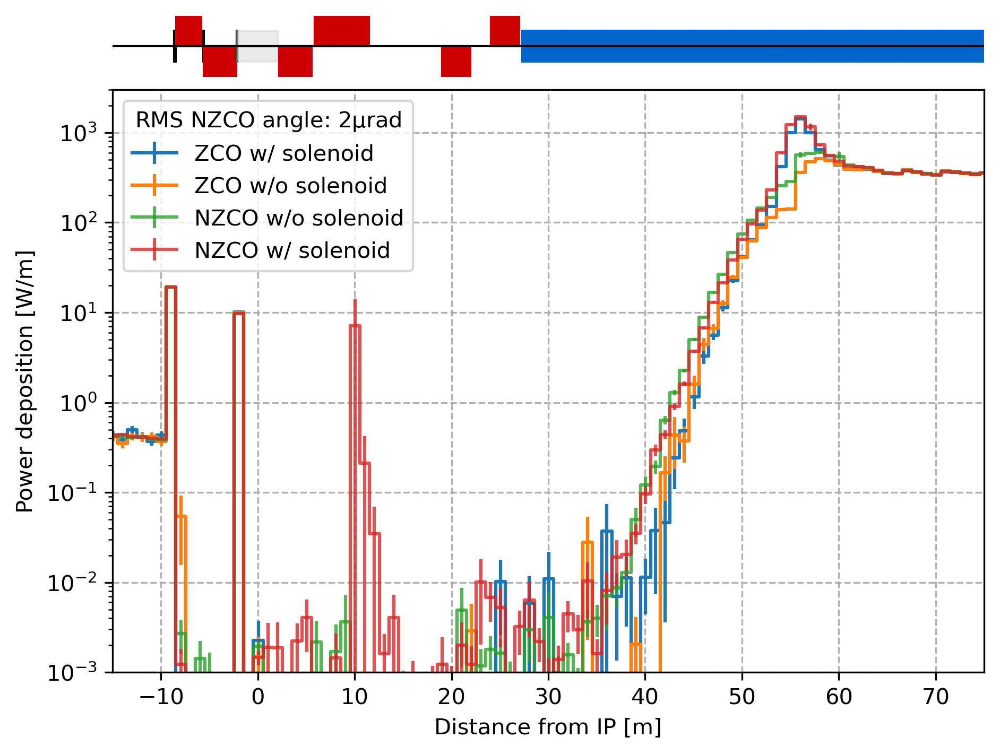 RMS NZCO angle: 2μrad
ZCO w/ solenoid
ZCO w/o solenoid
NZCO w/o solenoid
NZCO w/ solenoid
Power deposition [W/m]
10³
10²
10¹
10⁰
10⁻¹
10⁻²
10⁻³
−10 0 10 20 30 40 50 60 70
Distance from IP [m]